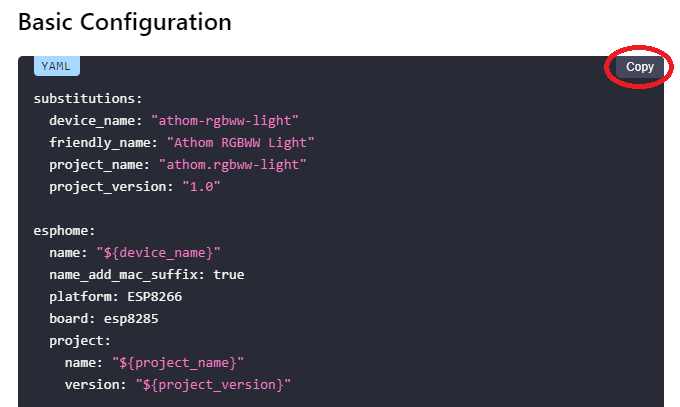 Basic Configuration
YAML
Copy
substitutions:
  device_name: "athom-rgbww-light"
  friendly_name: "Athom RGBWW Light"
  project_name: "athom.rgbww-light"
  project_version: "1.0"

esphome:
  name: "${device_name}"
  name_add_mac_suffix: true
  platform: ESP8266
  board: esp8285
  project:
    name: "${project_name}"
    version: "${project_version}"